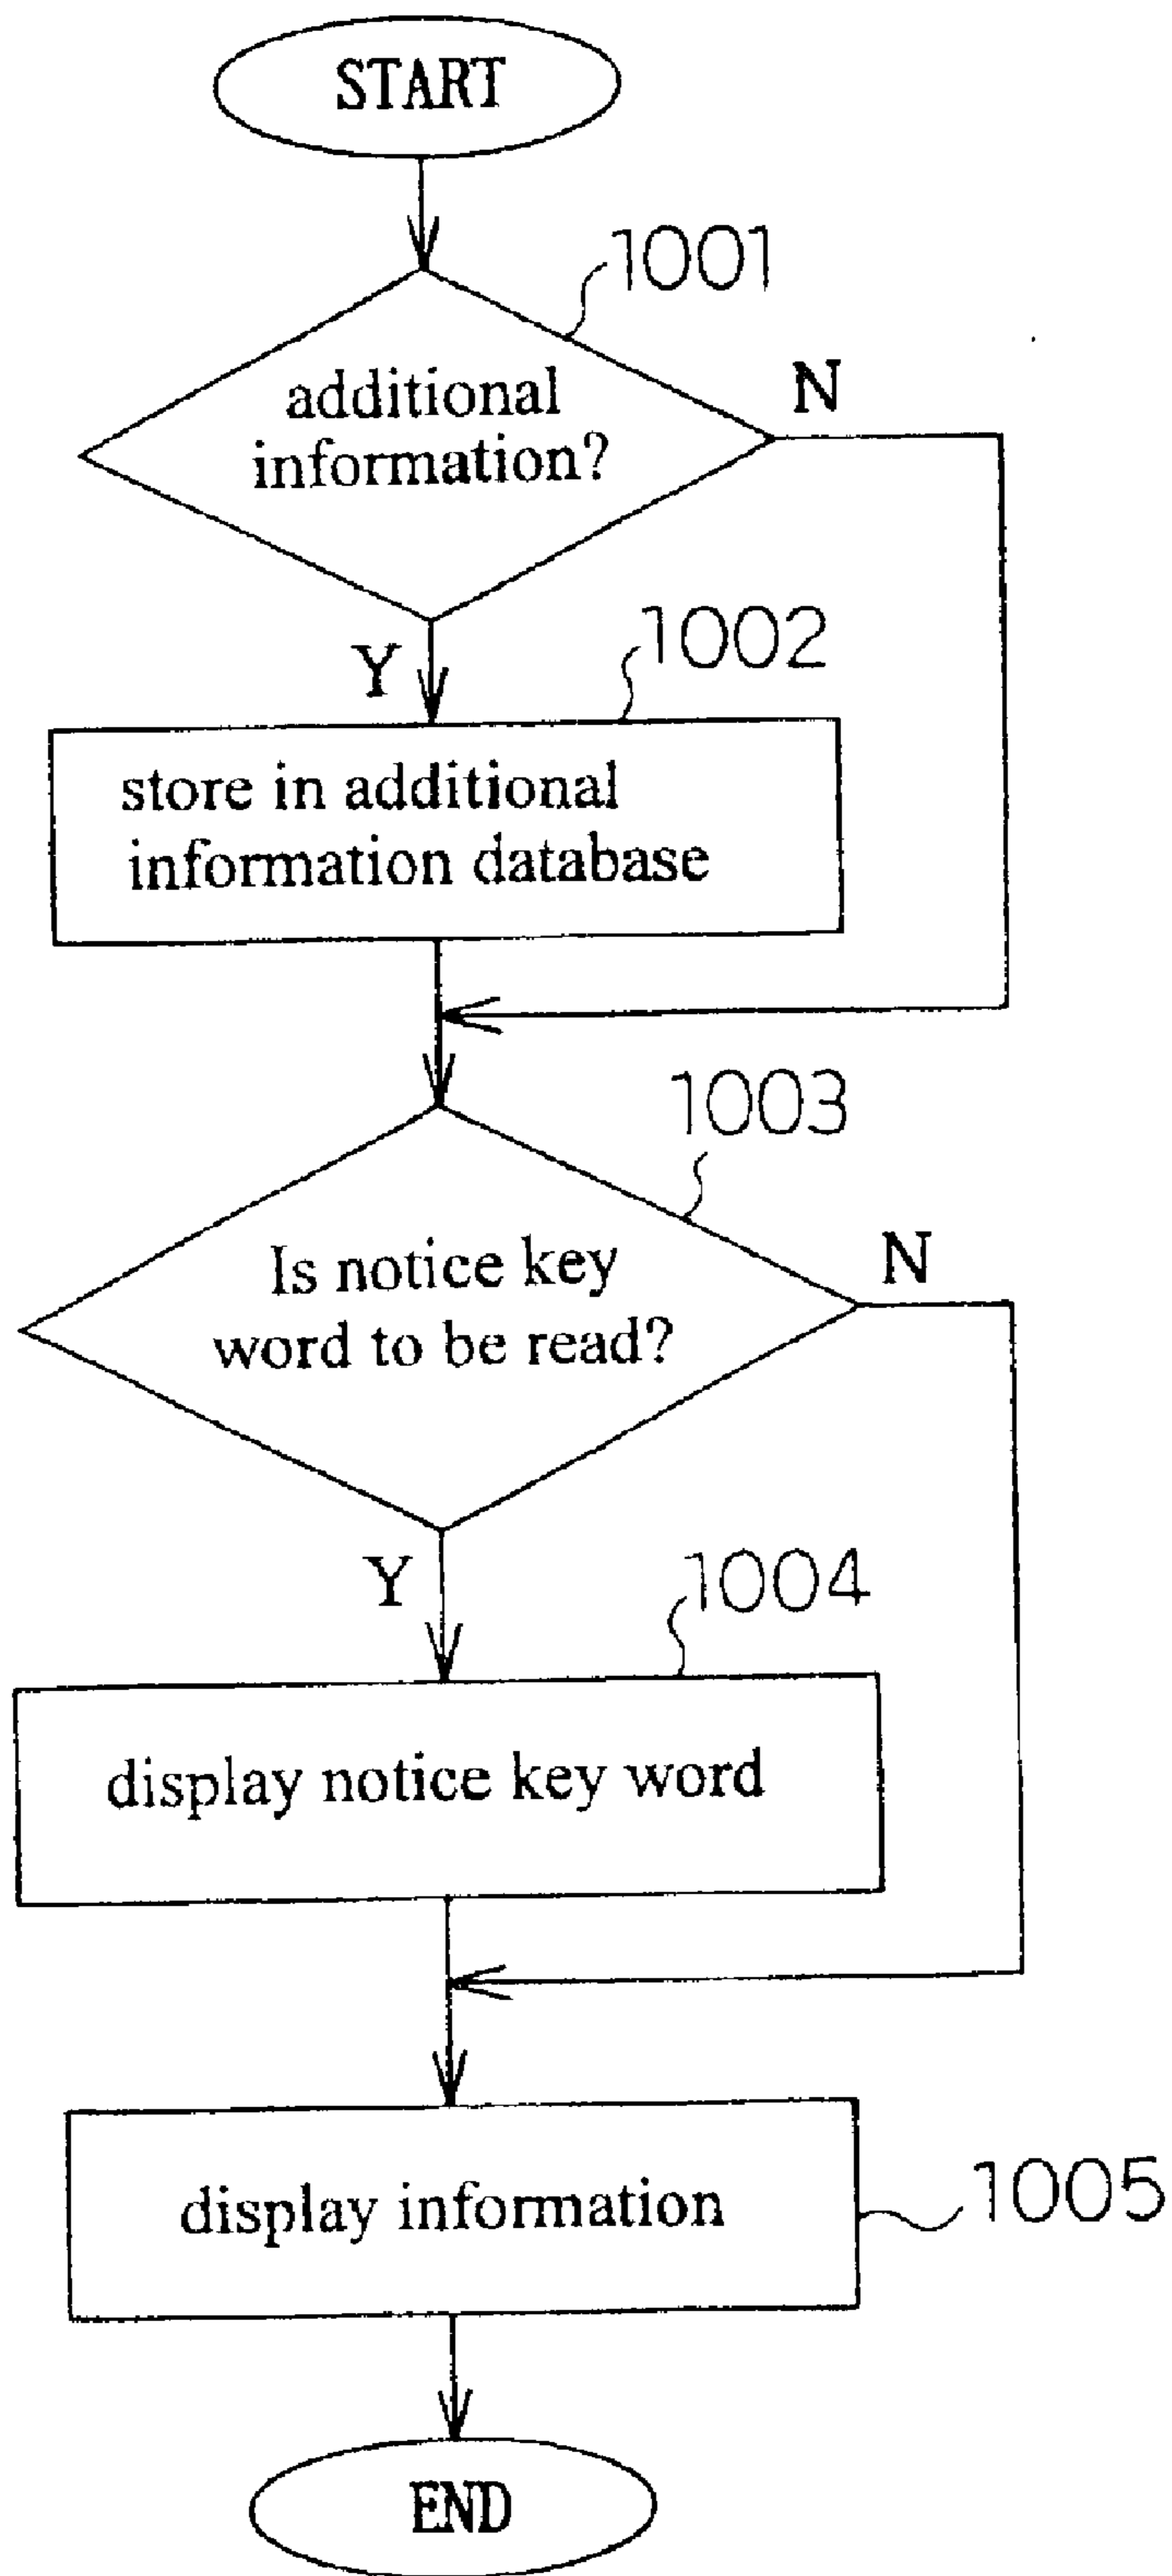 START
1001
additional
information?
N
Y
1002
store in additional
information database
1003
Is notice key
word to be read?
N
Y
1004
display notice key word
display information
1005
END